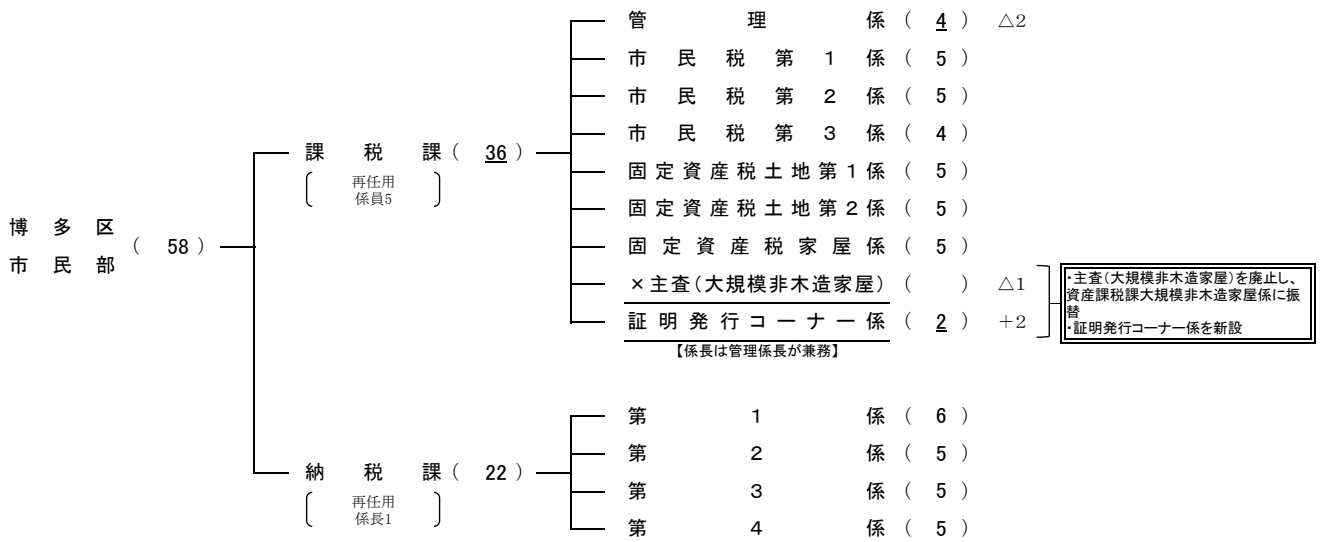 管理係( 4 ) △2
市民税第1係( 5 )
市民税第2係( 5 )
市民税第3係( 4 )
課税課( 36 )
再任用
係員5
固定資産税土地第1係( 5 )
固定資産税土地第2係( 5 )
博多区
市民部
( 58 )
固定資産税家屋係( 5 )
×主査(大規模非木造家屋)( ) △1
証明発行コーナー係( 2 ) +2
【係長は管理係長が兼務】
・主査(大規模非木造家屋)を廃止し、
資産課税課大規模非木造家屋係に振
替
・証明発行コーナー係を新設
第1係( 6 )
第2係( 5 )
納税課( 22 )
再任用
係長1
第3係( 5 )
第4係( 5 )